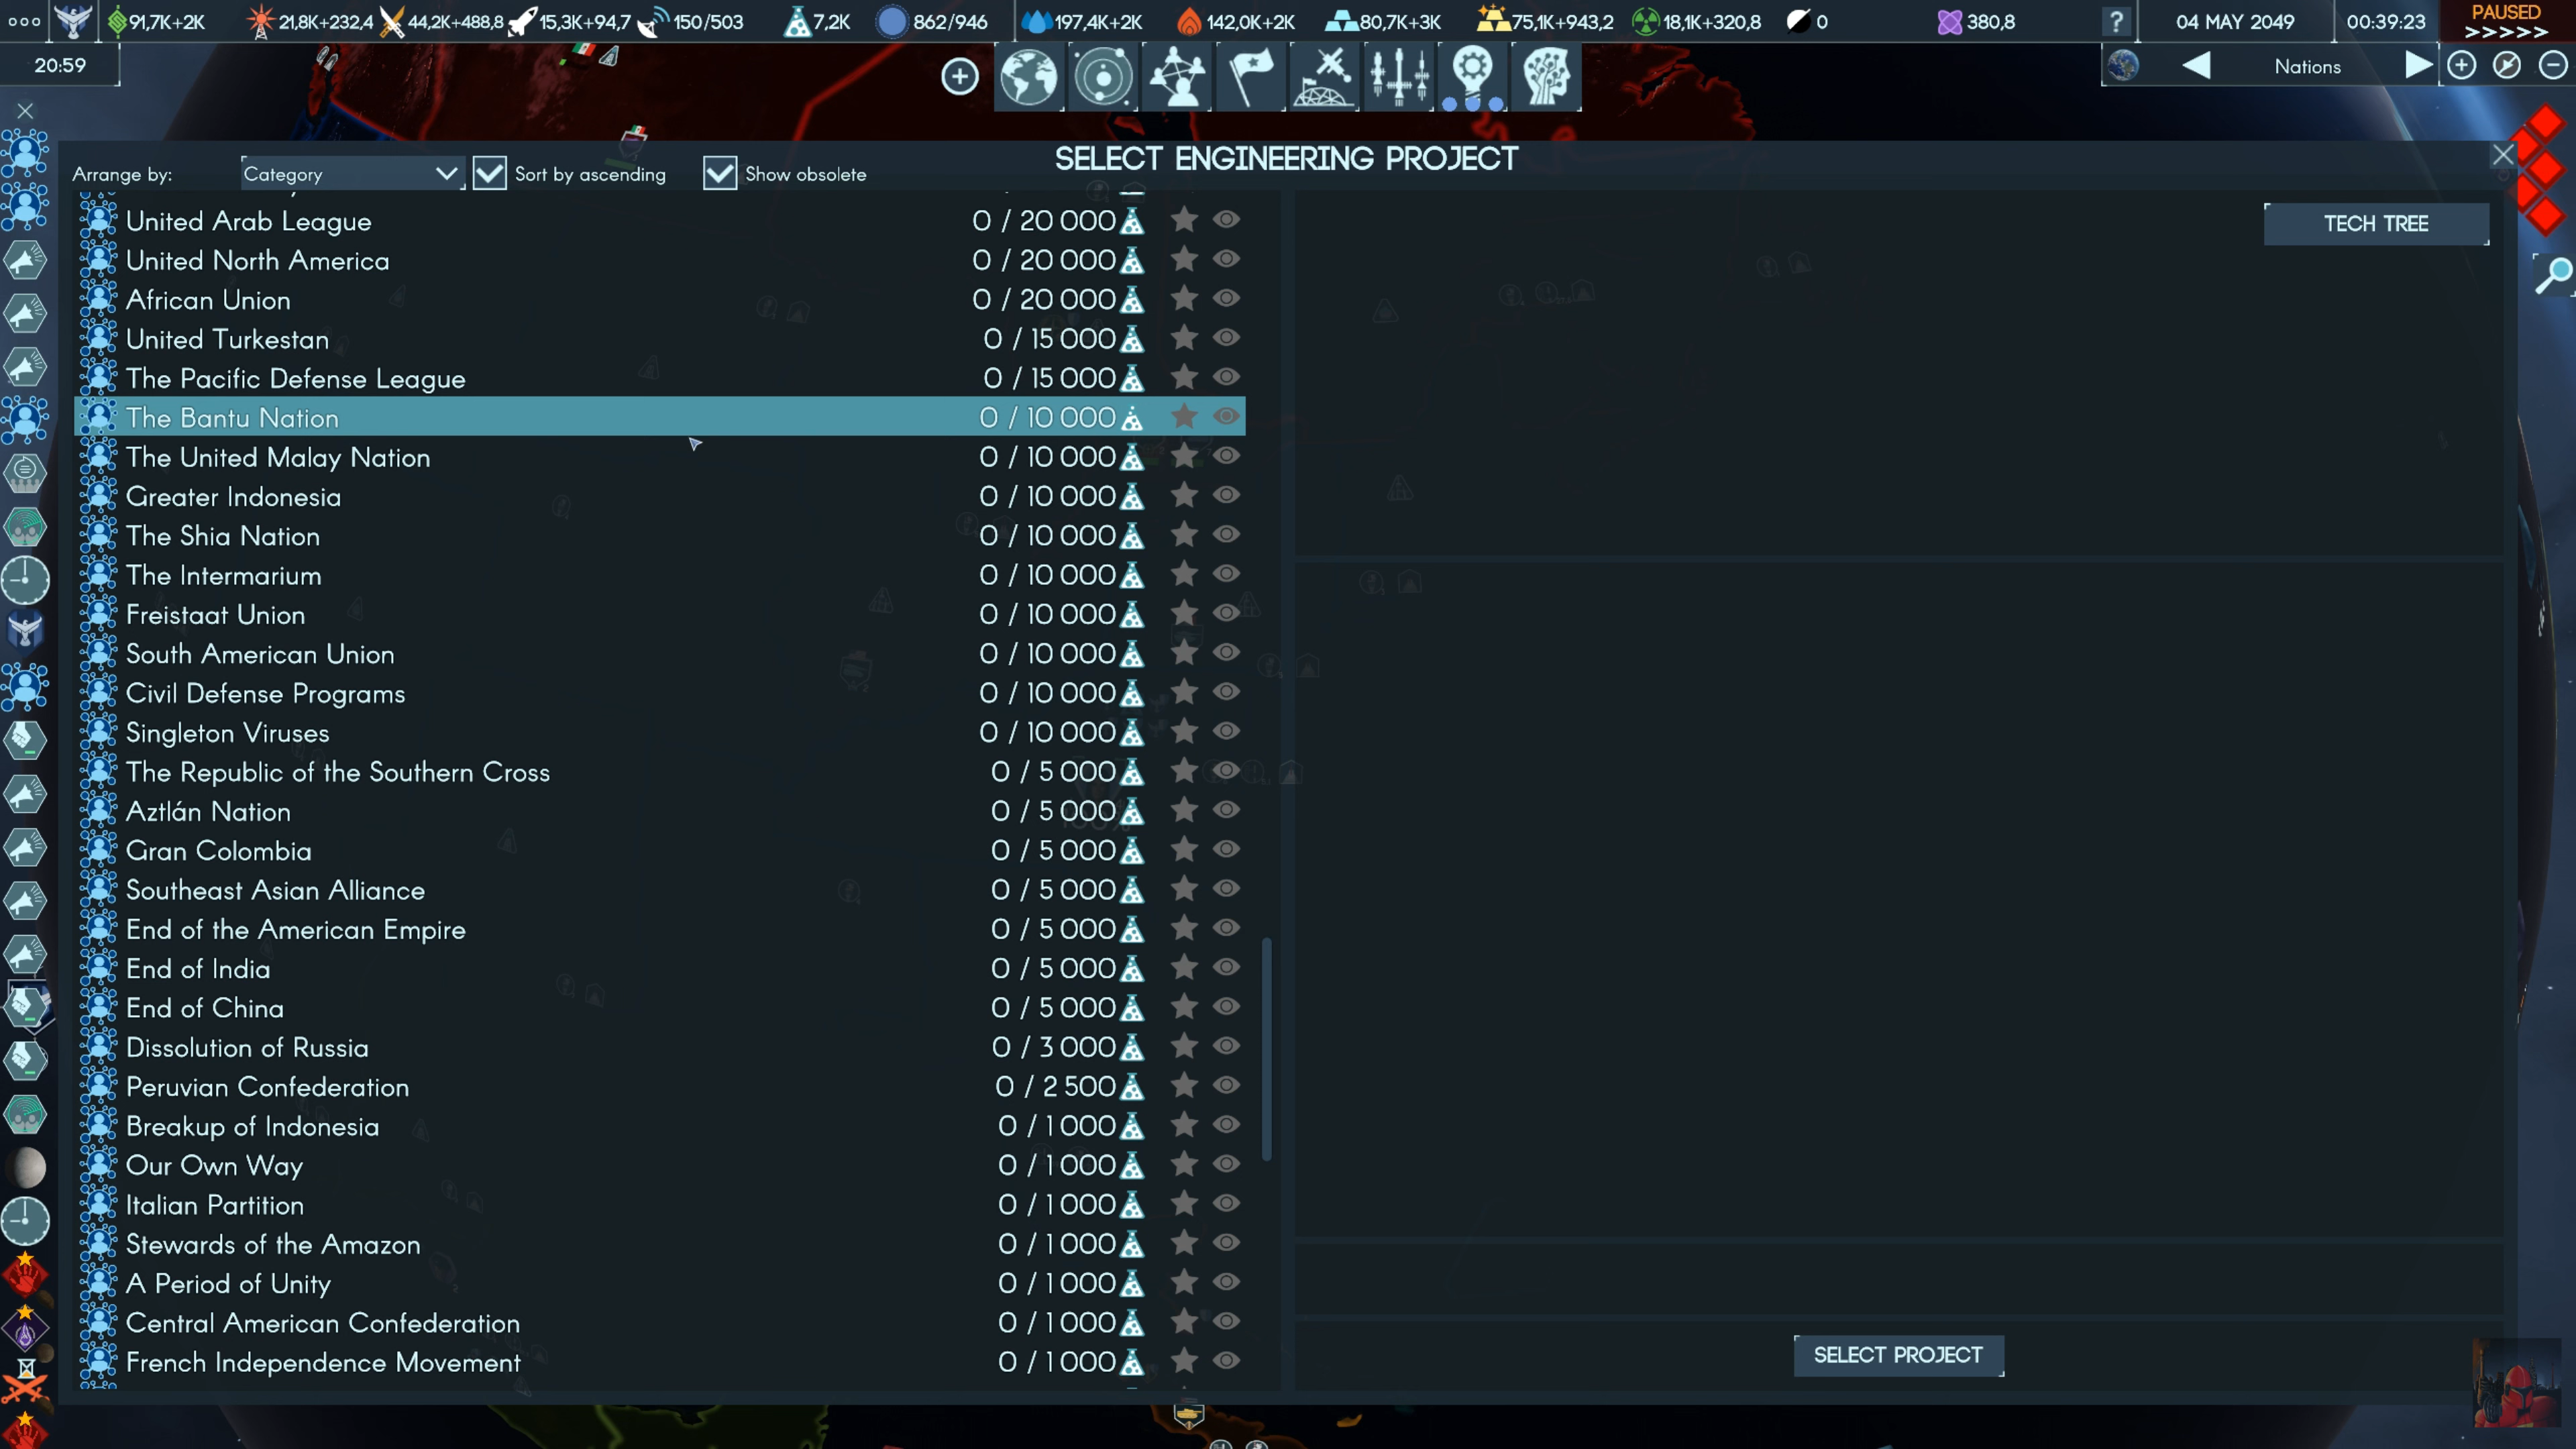 91,7K+2K 21,8K+232,4 44,2K+488,8 15,3K+94,7 150/503 7,2K 862/946 197,4K+2K 142,0K+2K 80,7K+3K 75,1K+943,2 18,1K+320,8 0 380,8 ? 04 MAY 2049 00:39:23 PAUSED
>>>>>
20:59 Nations
SELECT ENGINEERING PROJECT
Arrange by: Category Sort by ascending Show obsolete
TECH TREE
United Arab League 0 / 20 000
United North America 0 / 20 000
African Union 0 / 20 000
United Turkestan 0 / 15 000
The Pacific Defense League 0 / 15 000
The Bantu Nation 0 / 10 000
The United Malay Nation 0 / 10 000
Greater Indonesia 0 / 10 000
The Shia Nation 0 / 10 000
The Intermarium 0 / 10 000
Freistaat Union 0 / 10 000
South American Union 0 / 10 000
Civil Defense Programs 0 / 10 000
Singleton Viruses 0 / 10 000
The Republic of the Southern Cross 0 / 5 000
Aztlán Nation 0 / 5 000
Gran Colombia 0 / 5 000
Southeast Asian Alliance 0 / 5 000
End of the American Empire 0 / 5 000
End of India 0 / 5 000
End of China 0 / 5 000
Dissolution of Russia 0 / 3 000
Peruvian Confederation 0 / 2 500
Breakup of Indonesia 0 / 1 000
Our Own Way 0 / 1 000
Italian Partition 0 / 1 000
Stewards of the Amazon 0 / 1 000
A Period of Unity 0 / 1 000
Central American Confederation 0 / 1 000
French Independence Movement 0 / 1 000
SELECT PROJECT